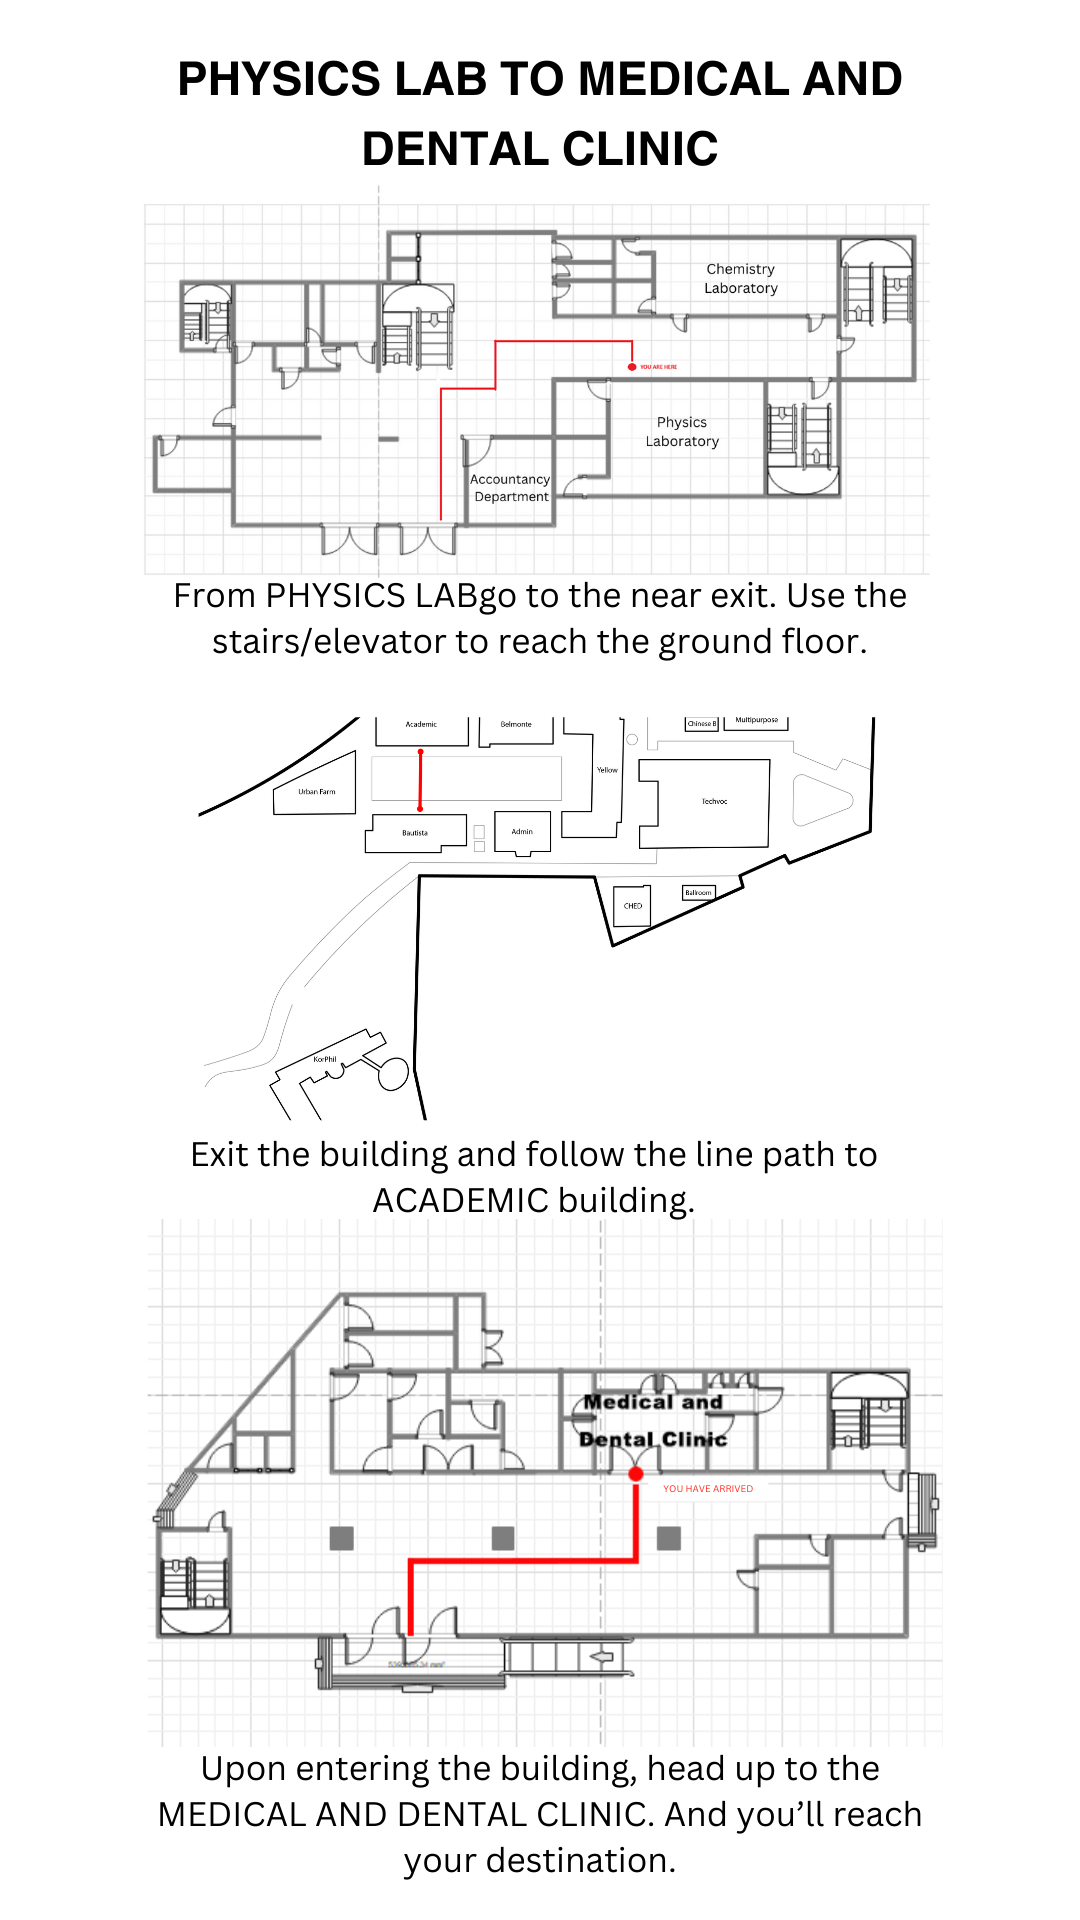 PHYSICS LAB TO MEDICAL AND
DENTAL CLINIC
Chemistry
Laboratory
YOU ARE HERE
Physics
Laboratory
Accountancy
Department
From PHYSICS LABgo to the near exit. Use the
stairs/elevator to reach the ground floor.
Academic
Belmonte
Chinese B
Multipurpose
Urban Farm
Yellow
Techvoc
Bautista
Admin
CHED
Ballroom
KorPhil
Exit the building and follow the line path to
ACADEMIC building.
Medical and
Dental Clinic
YOU HAVE ARRIVED
Upon entering the building, head up to the
MEDICAL AND DENTAL CLINIC. And you’ll reach
your destination.